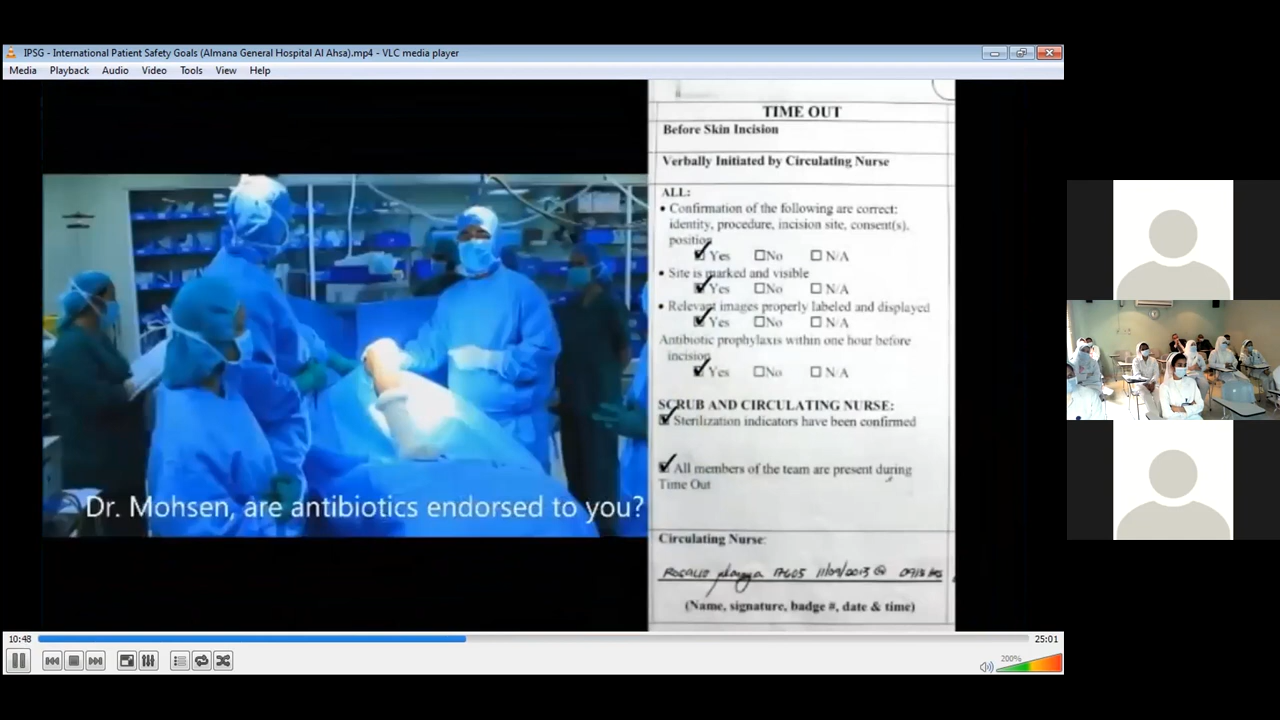 IPSG - International Patient Safety Goals (Almana General Hospital Al Ahsa).mp4 - VLC media player
Media Playback Audio Video Tools View Help
TIME OUT
Before Skin Incision
Verbally Initiated by Circulating Nurse
ALL:
• Confirmation of the following are correct:
identity, procedure, incision site, consent(s),
position
Yes No N/A
• Site is marked and visible
Yes No N/A
• Relevant images properly labeled and displayed
Yes No N/A
Antibiotic prophylaxis within one hour before
incision
Yes No N/A
SCRUB AND CIRCULATING NURSE:
Sterilization indicators have been confirmed
All members of the team are present during
Time Out
Circulating Nurse:
11/09/2013 @
(Name, signature, badge #, date & time)
Dr. Mohsen, are antibiotics endorsed to you?
10:48
25:01
200%